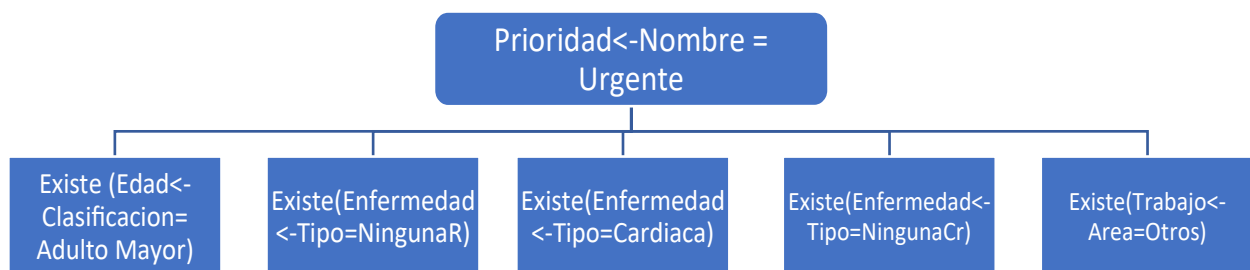 Prioridad<-Nombre =
Urgente
Existe (Edad<-
Clasificacion=
Adulto Mayor)
Existe(Enfermedad
<-Tipo=NingunaR)
Existe(Enfermedad
<-Tipo=Cardiaca)
Existe(Enfermedad<-
Tipo=NingunaCr)
Existe(Trabajo<-
Area=Otros)